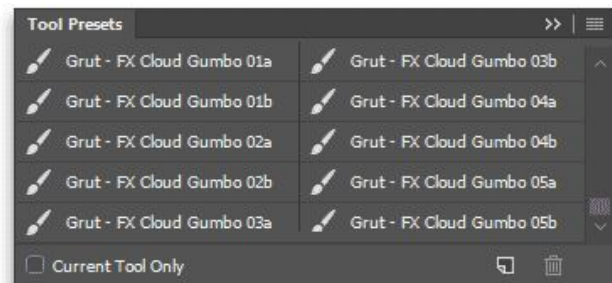 Tool Presets
Grut - FX Cloud Gumbo 01a
Grut - FX Cloud Gumbo 01b
Grut - FX Cloud Gumbo 02a
Grut - FX Cloud Gumbo 02b
Grut - FX Cloud Gumbo 03a
Grut - FX Cloud Gumbo 03b
Grut - FX Cloud Gumbo 04a
Grut - FX Cloud Gumbo 04b
Grut - FX Cloud Gumbo 05a
Grut - FX Cloud Gumbo 05b
Current Tool Only